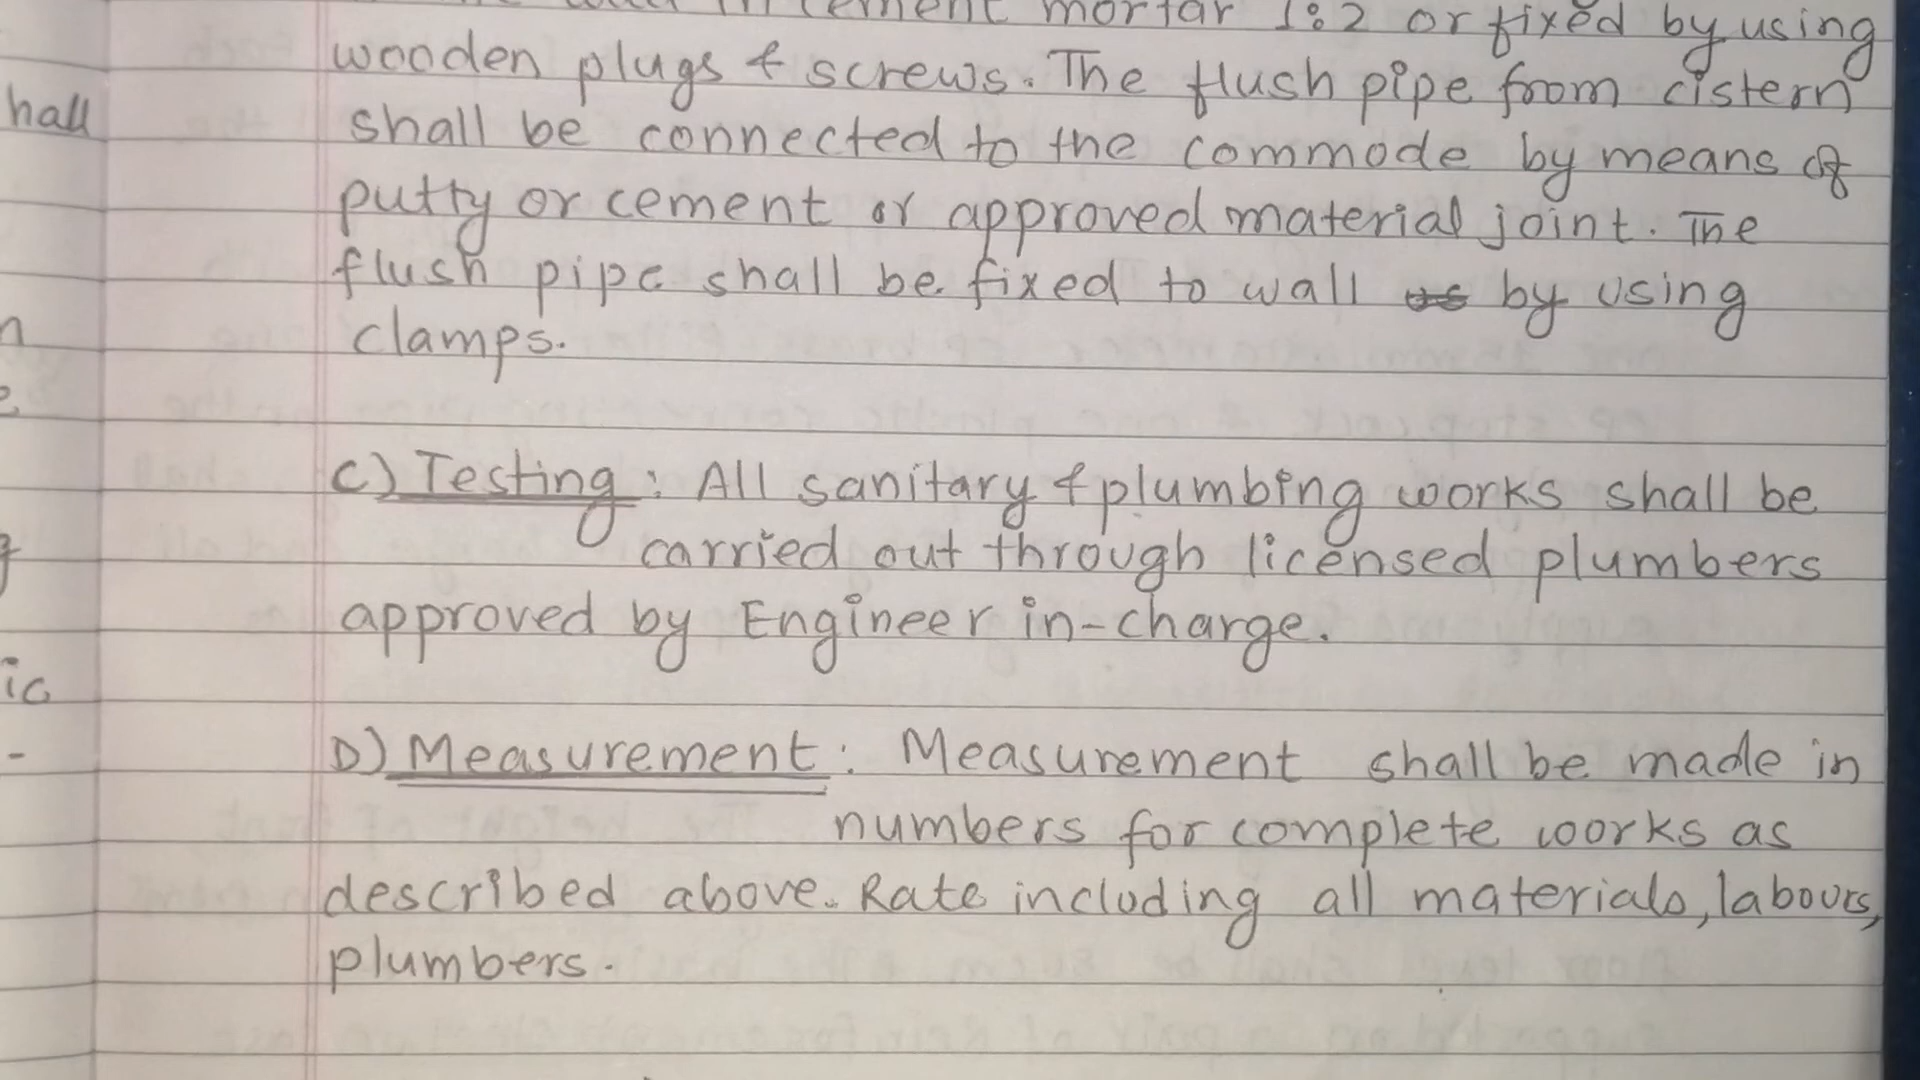 in cement mortar 1:2 or fixed by using
wooden plugs & screws. The flush pipe from cistern
hall
shall be connected to the commode by means of
putty or cement or approved material joint. The
flush pipe shall be fixed to wall by using
clamps.
C) Testing: All sanitary & plumbing works shall be
carried out through licensed plumbers
approved by Engineer in-charge.
ic
D) Measurement: Measurement shall be made in
numbers for complete works as
described above. Rate including all materials, labours,
plumbers.